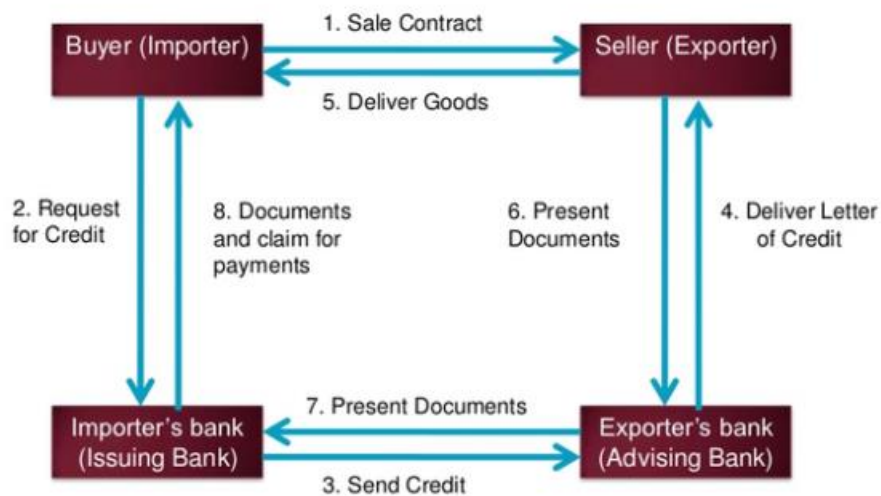 1. Sale Contract
Buyer (Importer)
Seller (Exporter)
5. Deliver Goods
2. Request
for Credit
8. Documents
and claim for
payments
6. Present
Documents
4. Deliver Letter
of Credit
7. Present Documents
Importer's bank
(Issuing Bank)
Exporter's bank
(Advising Bank)
3. Send Credit